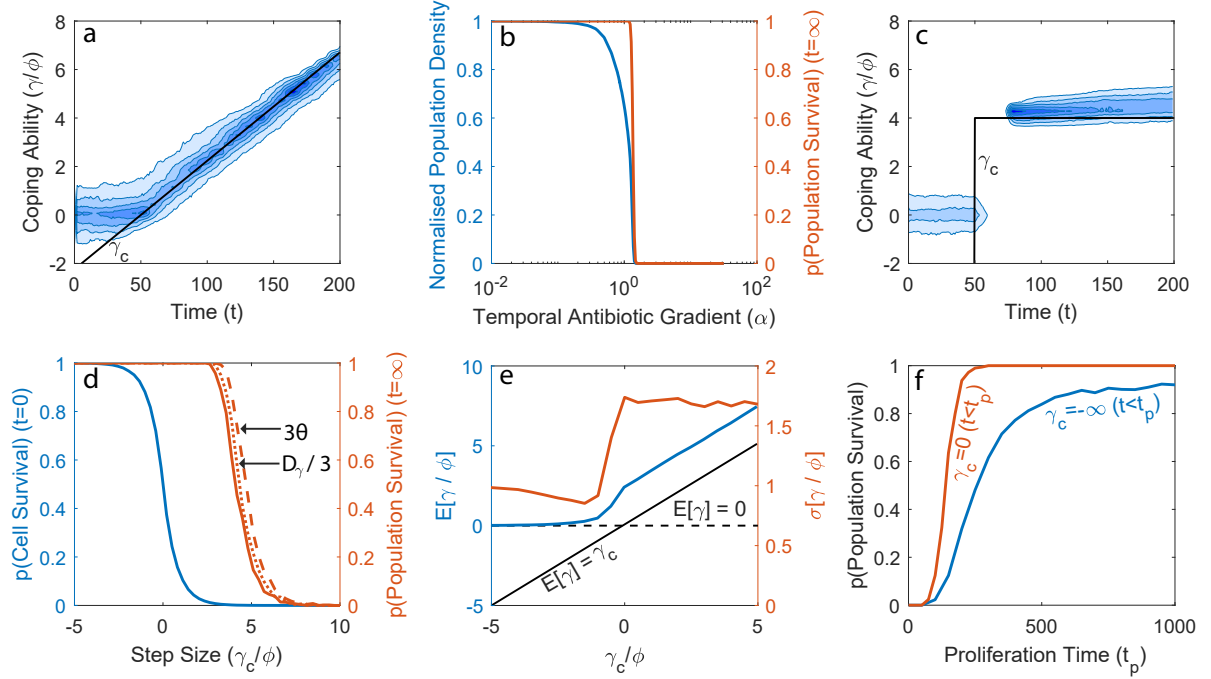 a
Coping Ability (γ/ϕ)
6
4
2
0
-2
γc
0 50 100 150 200
Time (t)
b
Normalised Population Density
1
0.8
0.6
0.4
0.2
0
p(Population Survival) (t=∞)
1
0.8
0.6
0.4
0.2
0
10⁻² 10⁰ 10²
Temporal Antibiotic Gradient (α)
c
Coping Ability (γ/ϕ)
8
6
4
2
0
-2
γc
0 50 100 150 200
Time (t)
d
p(Cell Survival) (t=0)
1
0.8
0.6
0.4
0.2
0
3θ
Dγ / 3
p(Population Survival) (t=∞)
1
0.8
0.6
0.4
0.2
0
-5 0 5 10
Step Size (γc/ϕ)
e
E[γ / ϕ]
10
5
0
-5
E[γ] = 0
E[γ] = γc
σ[γ / ϕ]
2
1.5
1
0.5
0
-5 0 5
γc/ϕ
f
p(Population Survival)
1
0.8
0.6
0.4
0.2
0
γc=0 (t<tp)
γc=-∞ (t<tp)
0 500 1000
Proliferation Time (tp)